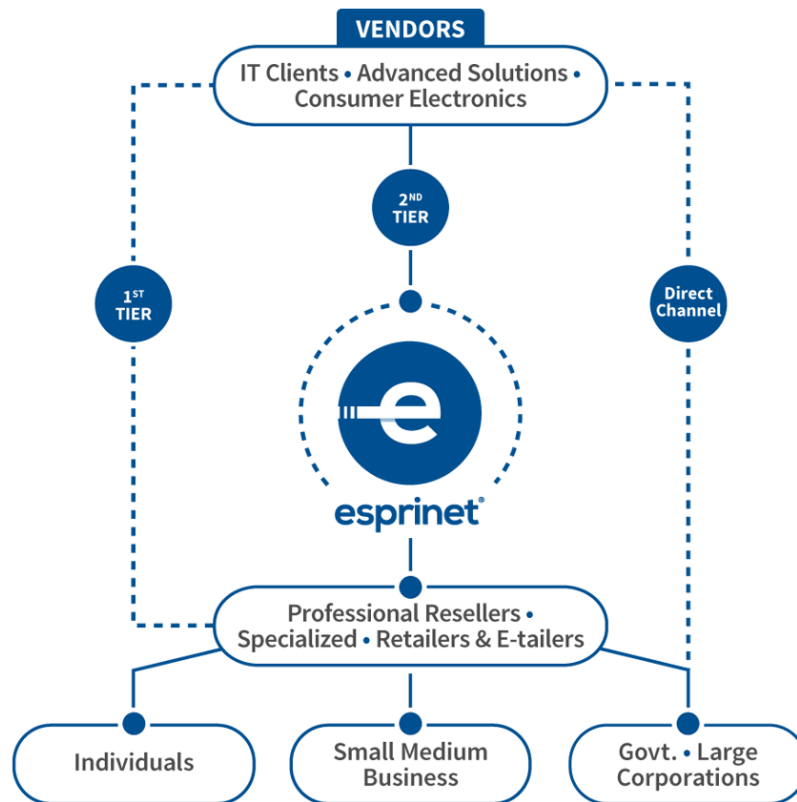 VENDORS
IT Clients • Advanced Solutions •
Consumer Electronics
2ND
TIER
1ST
TIER
Direct
Channel
e
esprinet®
Professional Resellers •
Specialized • Retailers & E-tailers
Individuals
Small Medium
Business
Govt. • Large
Corporations